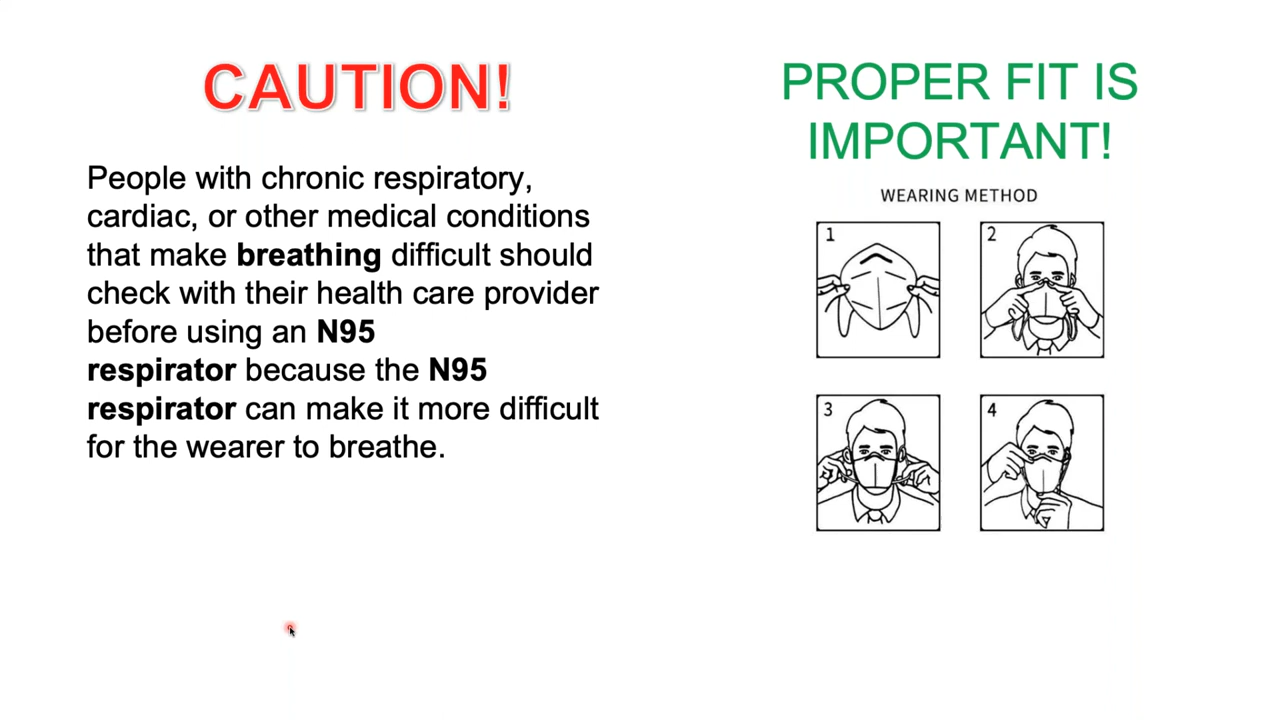 CAUTION!
People with chronic respiratory,
cardiac, or other medical conditions
that make breathing difficult should
check with their health care provider
before using an N95
respirator because the N95
respirator can make it more difficult
for the wearer to breathe.
PROPER FIT IS
IMPORTANT!
WEARING METHOD
1
2
3
4